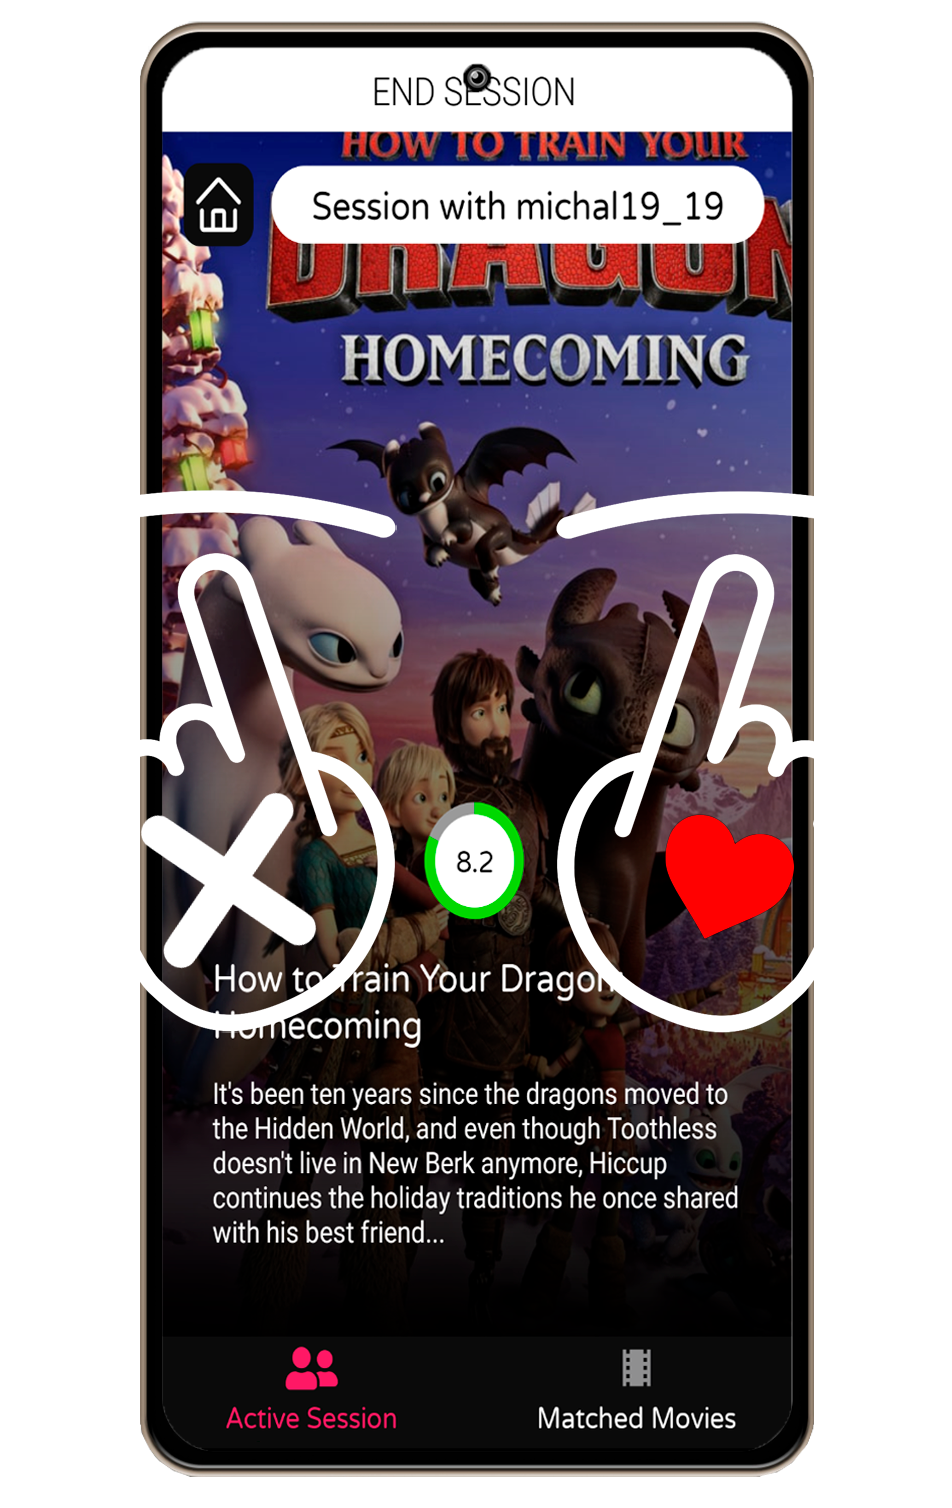 END SESSION
HOW TO TRAIN YOUR
Session with michal19_19
DRAGON
HOMECOMING
8.2
How to Train Your Dragon:
Homecoming
It's been ten years since the dragons moved to
the Hidden World, and even though Toothless
doesn't live in New Berk anymore, Hiccup
continues the holiday traditions he once shared
with his best friend...
Active Session
Matched Movies